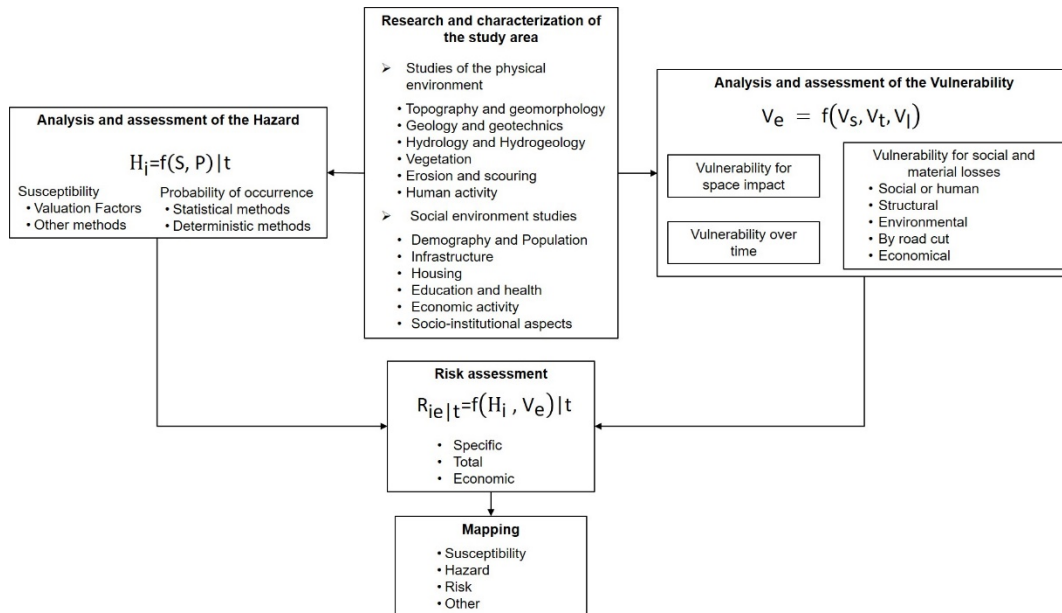 Research and characterization of
the study area
➢ Studies of the physical
environment
• Topography and geomorphology
• Geology and geotechnics
• Hydrology and Hydrogeology
• Vegetation
• Erosion and scouring
• Human activity
➢ Social environment studies
• Demography and Population
• Infrastructure
• Housing
• Education and health
• Economic activity
• Socio-institutional aspects
Analysis and assessment of the Hazard
Hᵢ=f(S, P)|t
Susceptibility
• Valuation Factors
• Other methods
Probability of occurrence
• Statistical methods
• Deterministic methods
Analysis and assessment of the Vulnerability
Vₑ = f(Vₛ, Vₜ, Vₗ)
Vulnerability for
space impact
Vulnerability over
time
Vulnerability for social and
material losses
• Social or human
• Structural
• Environmental
• By road cut
• Economical
Risk assessment
R_ie|t=f(Hᵢ , Vₑ)|t
• Specific
• Total
• Economic
Mapping
• Susceptibility
• Hazard
• Risk
• Other